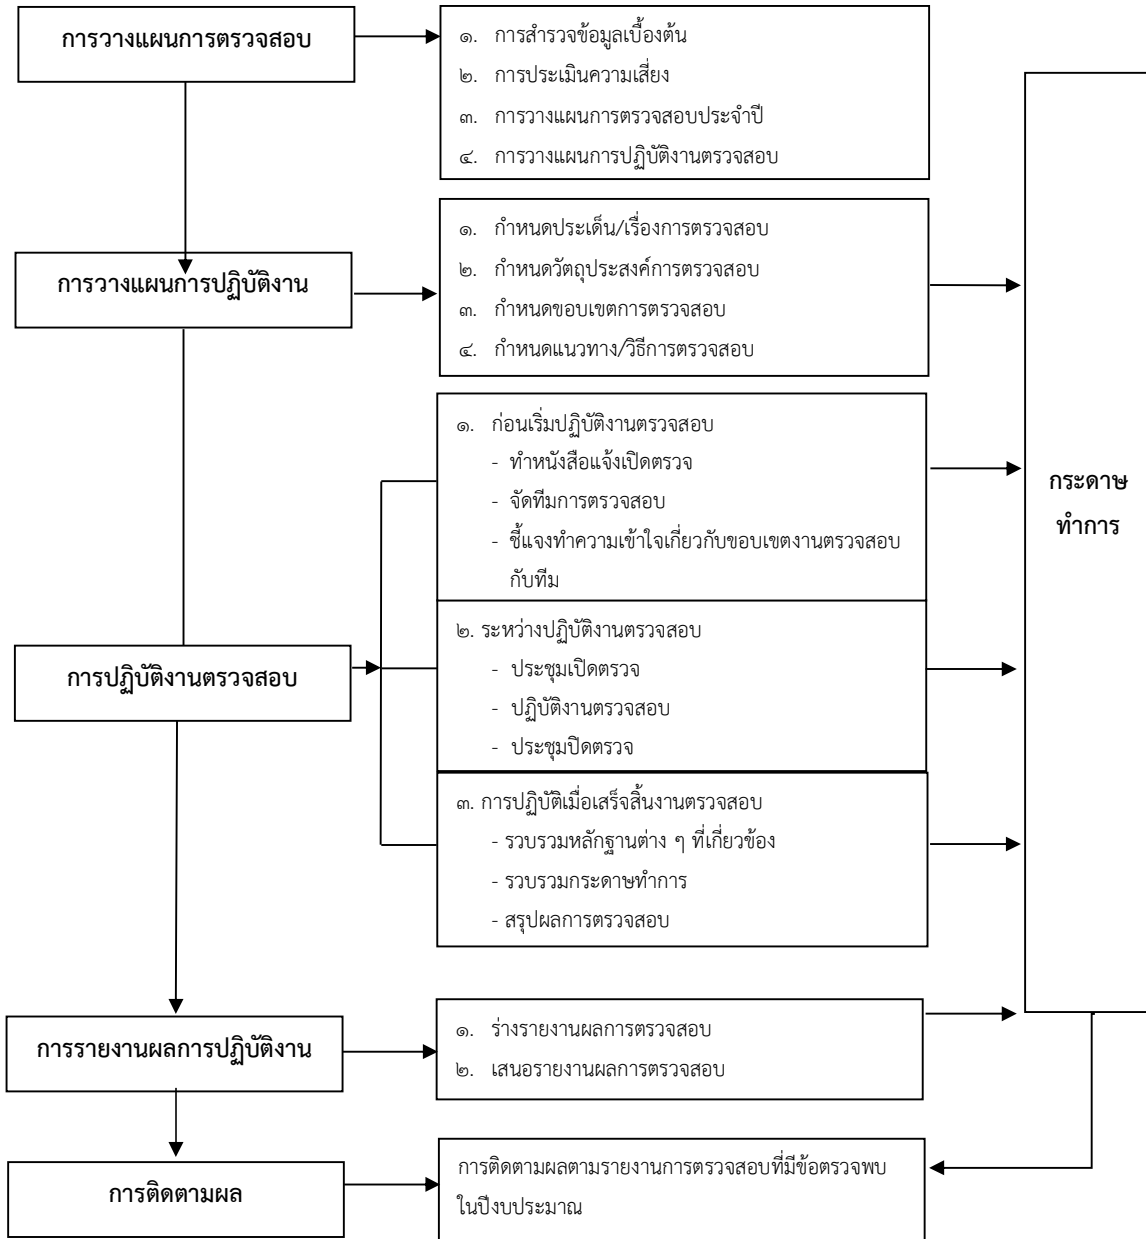 การวางแผนการตรวจสอบ
๑. การสำรวจข้อมูลเบื้องต้น
๒. การประเมินความเสี่ยง
๓. การวางแผนการตรวจสอบประจำปี
๔. การวางแผนการปฏิบัติงานตรวจสอบ
การวางแผนการปฏิบัติงาน
๑. กำหนดประเด็น/เรื่องการตรวจสอบ
๒. กำหนดวัตถุประสงค์การตรวจสอบ
๓. กำหนดขอบเขตการตรวจสอบ
๔. กำหนดแนวทาง/วิธีการตรวจสอบ
การปฏิบัติงานตรวจสอบ
๑. ก่อนเริ่มปฏิบัติงานตรวจสอบ
- ทำหนังสือแจ้งเปิดตรวจ
- จัดทีมการตรวจสอบ
- ชี้แจงทำความเข้าใจเกี่ยวกับขอบเขตงานตรวจสอบ
กับทีม
๒. ระหว่างปฏิบัติงานตรวจสอบ
- ประชุมเปิดตรวจ
- ปฏิบัติงานตรวจสอบ
- ประชุมปิดตรวจ
๓. การปฏิบัติเมื่อเสร็จสิ้นงานตรวจสอบ
- รวบรวมหลักฐานต่าง ๆ ที่เกี่ยวข้อง
- รวบรวมกระดาษทำการ
- สรุปผลการตรวจสอบ
กระดาษ
ทำการ
การรายงานผลการปฏิบัติงาน
๑. ร่างรายงานผลการตรวจสอบ
๒. เสนอรายงานผลการตรวจสอบ
การติดตามผล
การติดตามผลตามรายงานการตรวจสอบที่มีข้อตรวจพบ
ในปีงบประมาณ